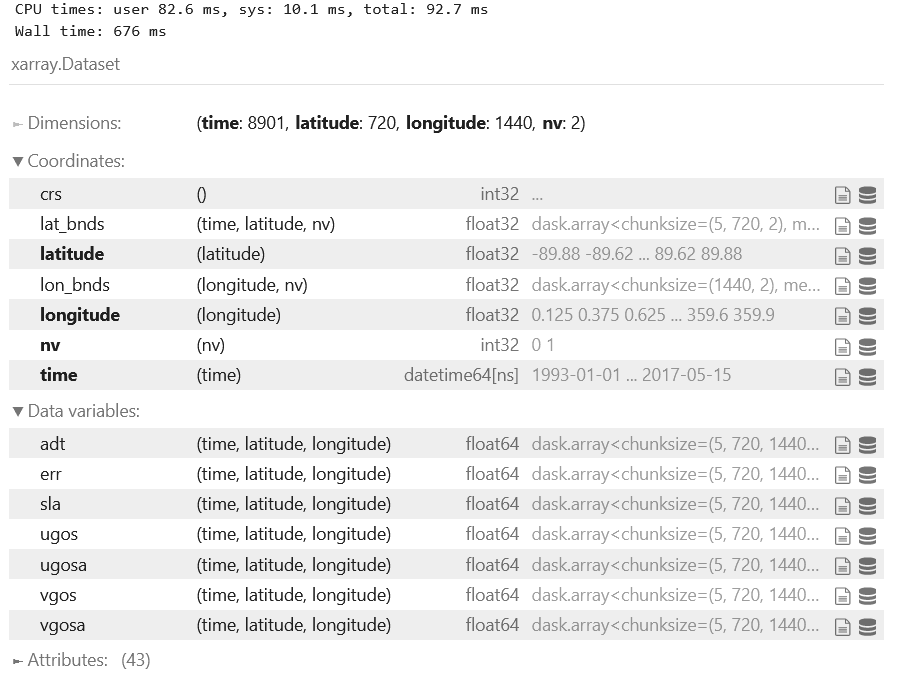 CPU times: user 82.6 ms, sys: 10.1 ms, total: 92.7 ms
Wall time: 676 ms
xarray.Dataset
► Dimensions: (time: 8901, latitude: 720, longitude: 1440, nv: 2)
▼ Coordinates:
crs () int32 ...
lat_bnds (time, latitude, nv) float32 dask.array<chunksize=(5, 720, 2), m...
latitude (latitude) float32 -89.88 -89.62 ... 89.62 89.88
lon_bnds (longitude, nv) float32 dask.array<chunksize=(1440, 2), me...
longitude (longitude) float32 0.125 0.375 0.625 ... 359.6 359.9
nv (nv) int32 0 1
time (time) datetime64[ns] 1993-01-01 ... 2017-05-15
▼ Data variables:
adt (time, latitude, longitude) float64 dask.array<chunksize=(5, 720, 1440...
err (time, latitude, longitude) float64 dask.array<chunksize=(5, 720, 1440...
sla (time, latitude, longitude) float64 dask.array<chunksize=(5, 720, 1440...
ugos (time, latitude, longitude) float64 dask.array<chunksize=(5, 720, 1440...
ugosa (time, latitude, longitude) float64 dask.array<chunksize=(5, 720, 1440...
vgos (time, latitude, longitude) float64 dask.array<chunksize=(5, 720, 1440...
vgosa (time, latitude, longitude) float64 dask.array<chunksize=(5, 720, 1440...
► Attributes: (43)